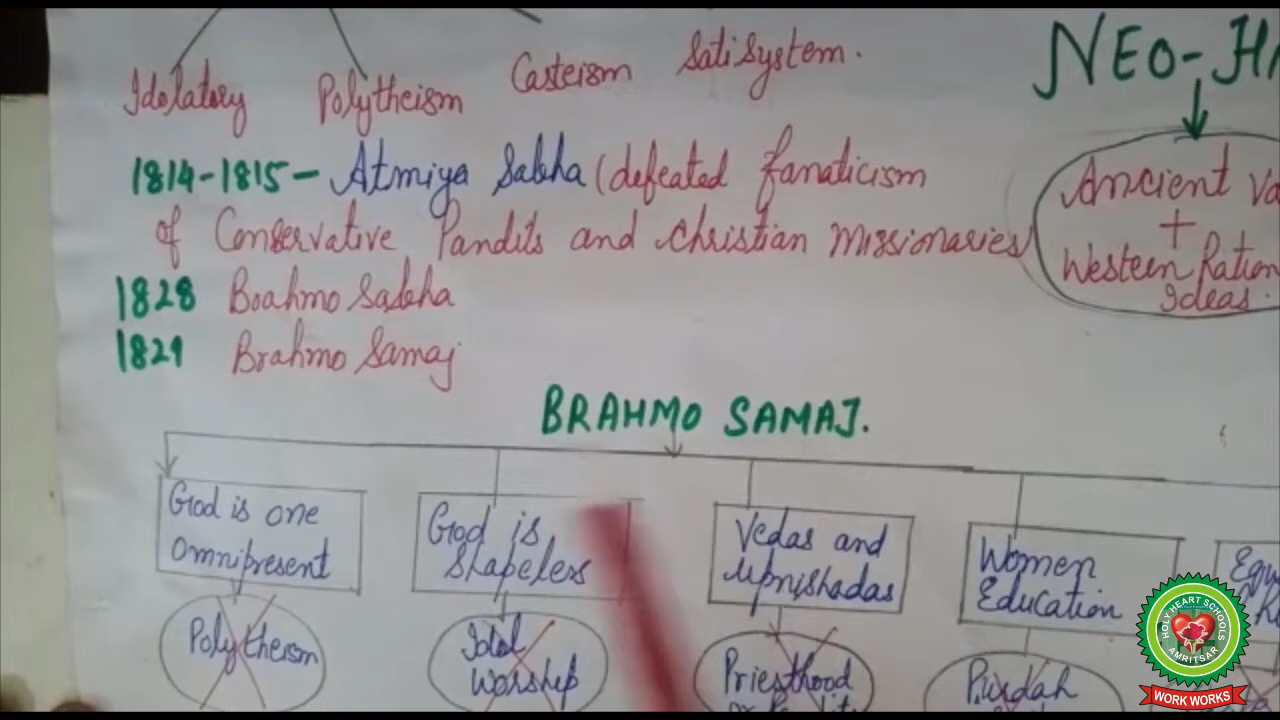 Idolatory Polytheism Casteism Sati System.
1814-1815- Atmiya Sabha (defeated fanaticism
of Conservative Pandits and Christian Missionaries)
1828 Brahmo Sabha
1829 Brahmo Samaj
NEO-H
Ancient Va
+
Western Ration
Ideas.
BRAHMO SAMAJ.
God is one
Omnipresent
Polytheism
God is
Shapeless
Idol
Worship
Vedas and
Upnishadas
Priesthood
Women
Education
Purdah
HOLY HEART SCHOOLS
AMRITSAR
WORK WORKS